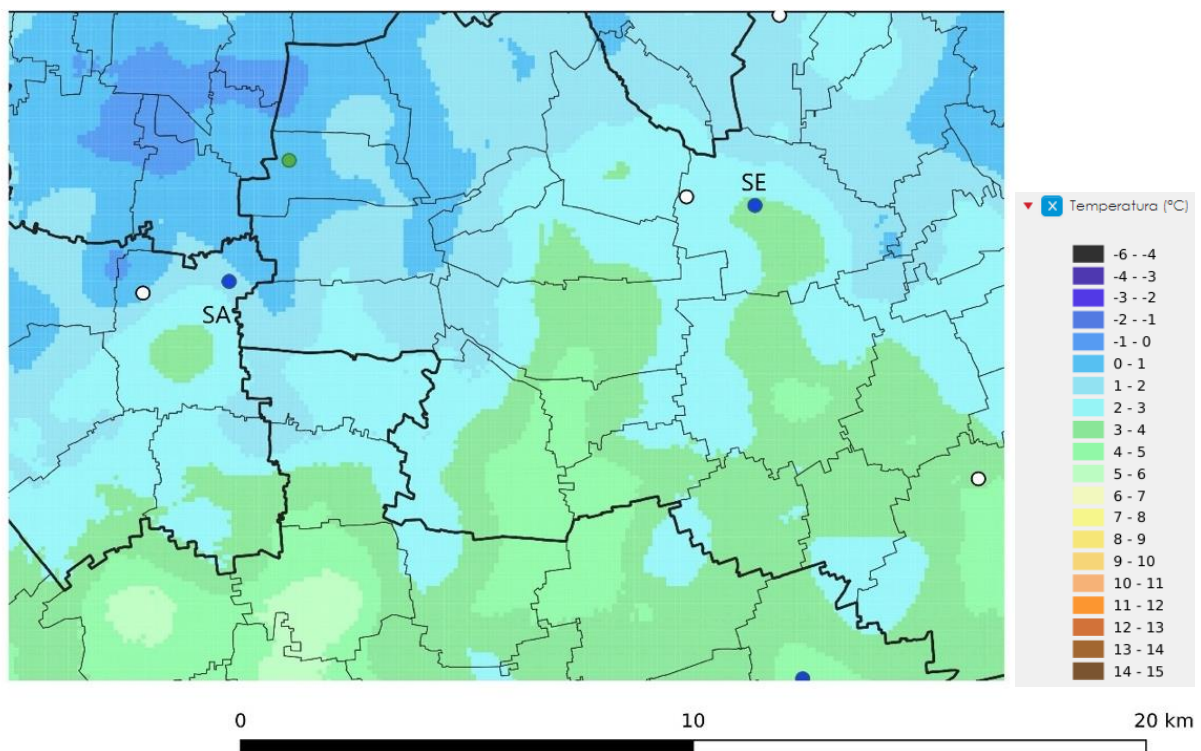 SE
SA
X Temperatura (°C)
-6 - -4
-4 - -3
-3 - -2
-2 - -1
-1 - 0
0 - 1
1 - 2
2 - 3
3 - 4
4 - 5
5 - 6
6 - 7
7 - 8
8 - 9
9 - 10
10 - 11
11 - 12
12 - 13
13 - 14
14 - 15
0 10 20 km